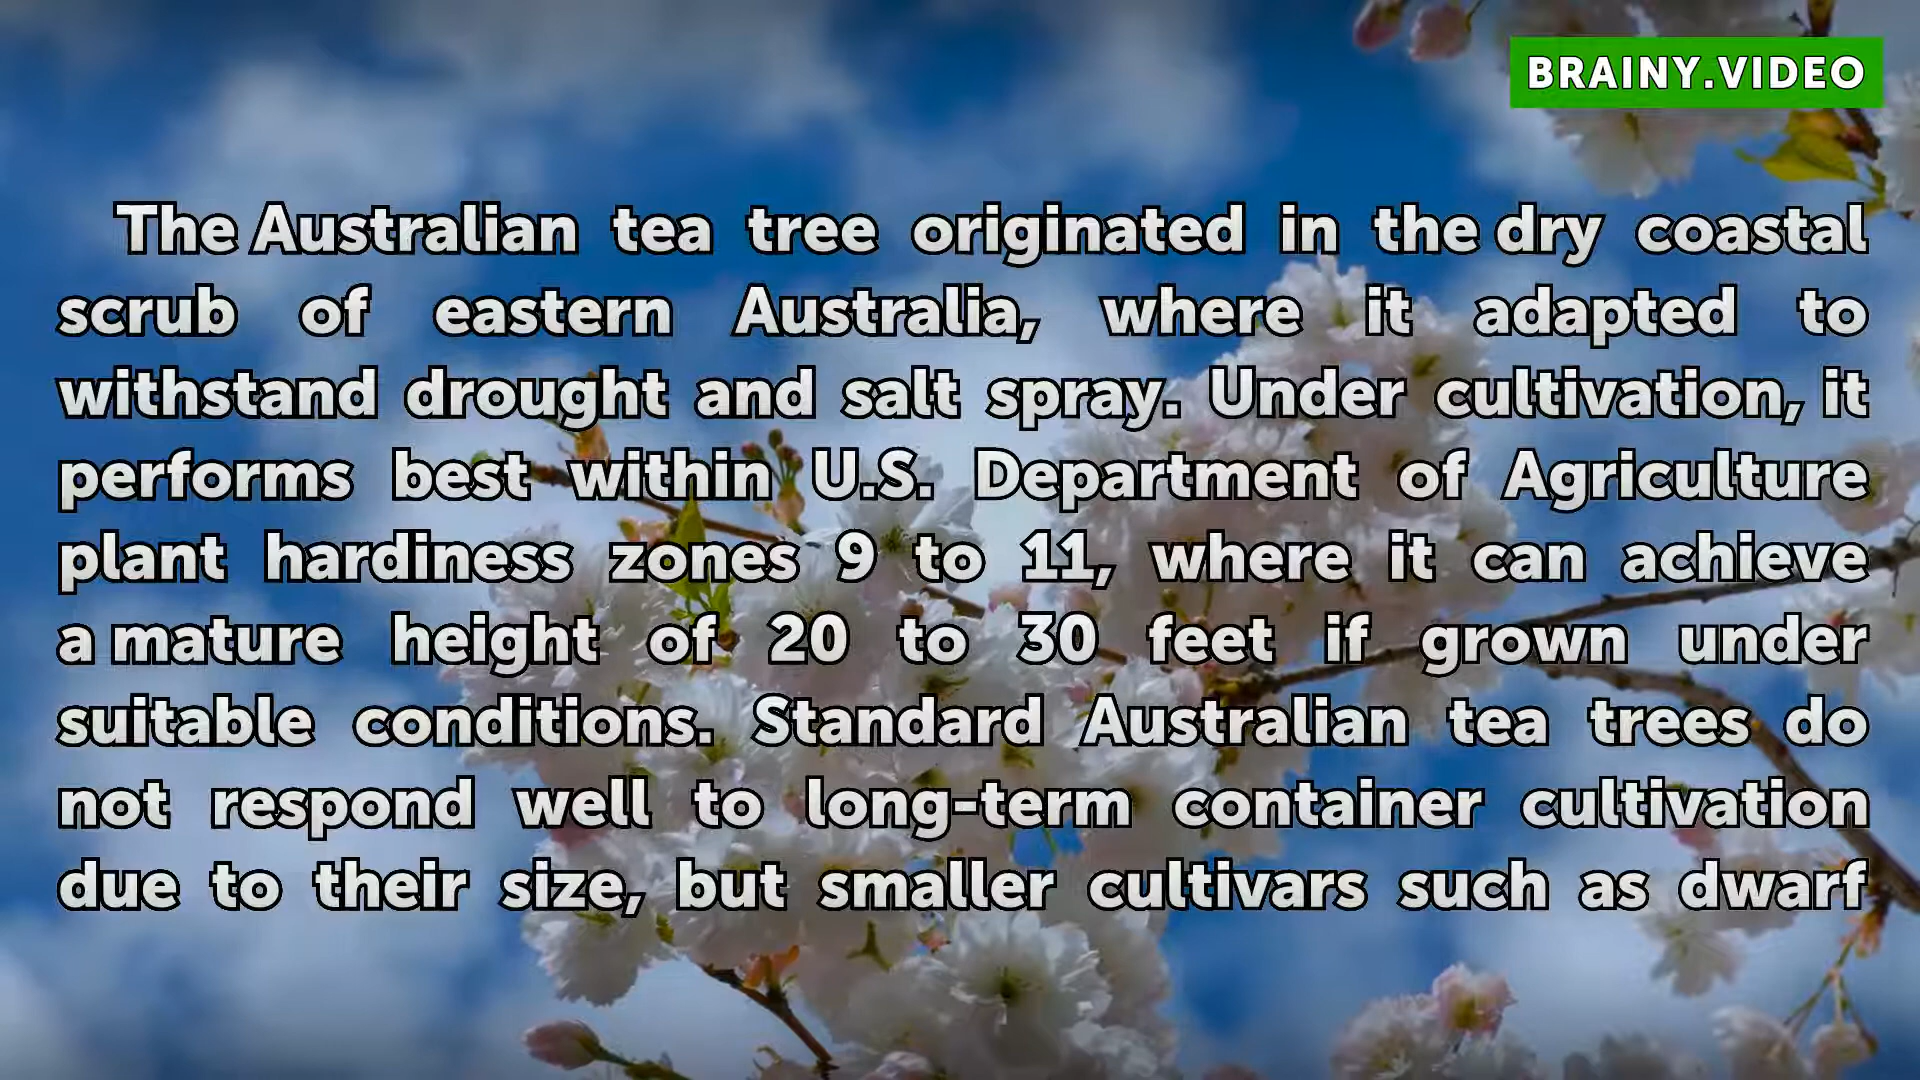 BRAINY.VIDEO
The Australian tea tree originated in the dry coastal
scrub of eastern Australia, where it adapted to
withstand drought and salt spray. Under cultivation, it
performs best within U.S. Department of Agriculture
plant hardiness zones 9 to 11, where it can achieve
a mature height of 20 to 30 feet if grown under
suitable conditions. Standard Australian tea trees do
not respond well to long-term container cultivation
due to their size, but smaller cultivars such as dwarf